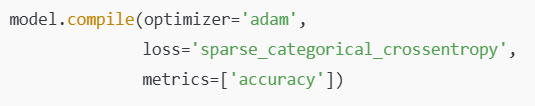 model.compile(optimizer='adam',
              loss='sparse_categorical_crossentropy',
              metrics=['accuracy'])